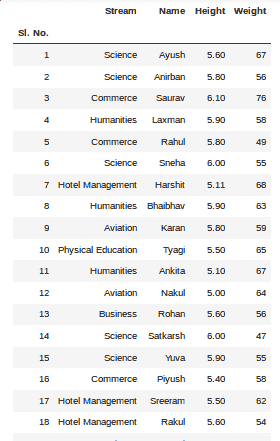 Stream Name Height Weight
Sl. No.
1 Science Ayush 5.60 67
2 Science Anirban 5.80 56
3 Commerce Saurav 6.10 76
4 Humanities Laxman 5.90 58
5 Commerce Rahul 5.80 49
6 Science Sneha 6.00 55
7 Hotel Management Harshit 5.11 68
8 Humanities Bhaibhav 5.90 63
9 Aviation Karan 5.80 59
10 Physical Education Tyagi 5.50 65
11 Humanities Ankita 5.10 67
12 Aviation Nakul 5.00 64
13 Business Rohan 5.60 56
14 Science Satkarsh 6.00 47
15 Science Yuva 5.90 55
16 Commerce Piyush 5.40 58
17 Hotel Management Sreeram 5.50 62
18 Hotel Management Rakul 5.60 54